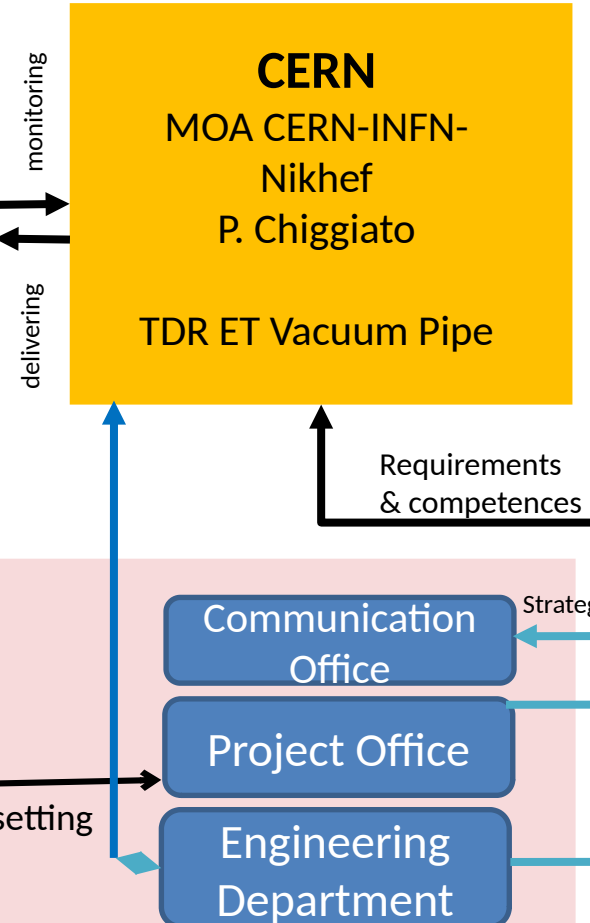 monitoring
CERN
MOA CERN-INFN-
Nikhef
P. Chiggiato
delivering
TDR ET Vacuum Pipe
Requirements
& competences
Strateg
Communication
Office
Project Office
setting
Engineering
Department